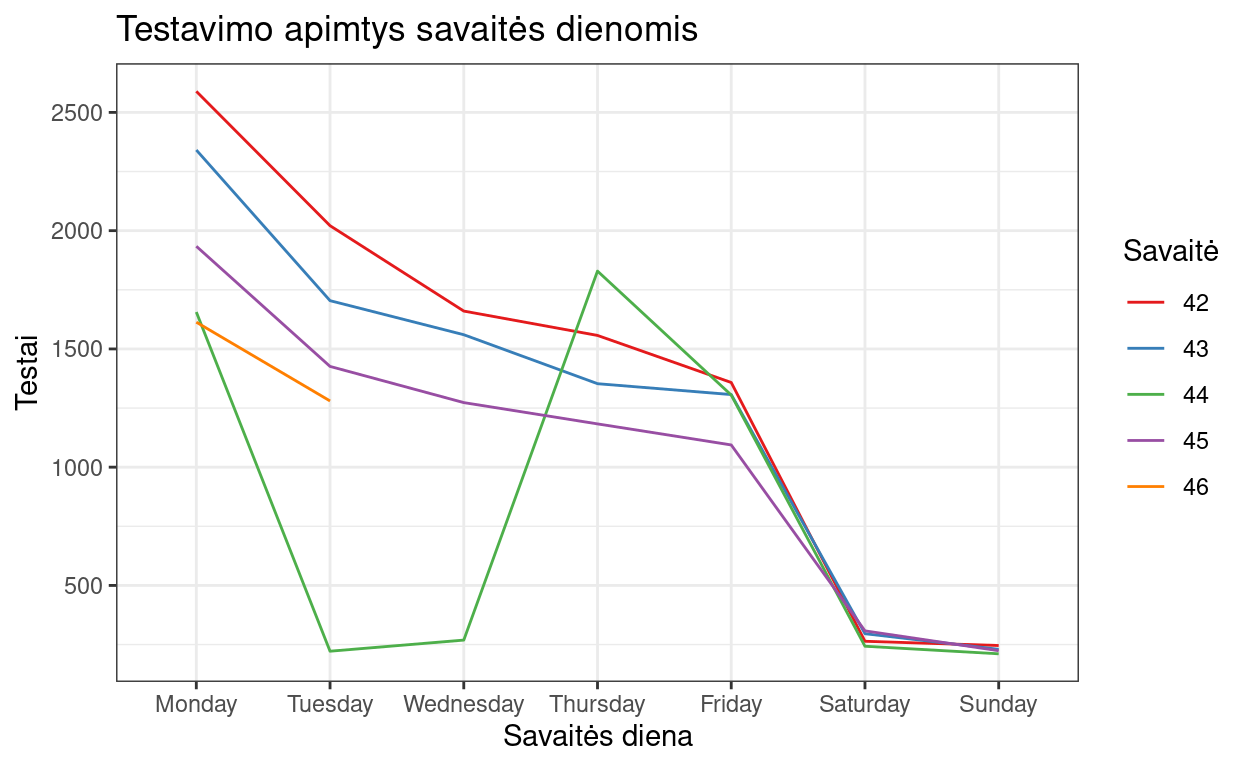 Testavimo apimtys savaitės dienomis
Testai
2500
2000
1500
1000
500
Monday Tuesday Wednesday Thursday Friday Saturday Sunday
Savaitės diena
Savaitė
42
43
44
45
46